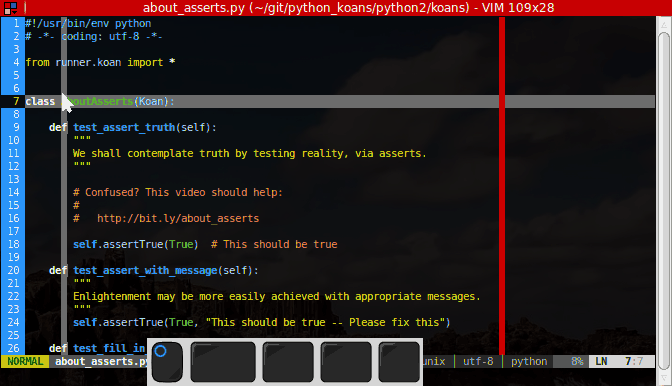 about_asserts.py (~/git/python_koans/python2/koans) - VIM 109x28
1 #!/usr/bin/env python
2 # -*- coding: utf-8 -*-
3
4 from runner.koan import *
5
6
7 class AboutAsserts(Koan):
8
9 def test_assert_truth(self):
10 """
11 We shall contemplate truth by testing reality, via asserts.
12 """
13
14 # Confused? This video should help:
15 #
16 #   http://bit.ly/about_asserts
17
18 self.assertTrue(True)  # This should be true
19
20 def test_assert_with_message(self):
21 """
22 Enlightenment may be more easily achieved with appropriate messages.
23 """
24 self.assertTrue(True, "This should be true -- Please fix this")
25
26 def test_fill_in
NORMAL about_asserts.py unix utf-8 python 8% LN 7:7